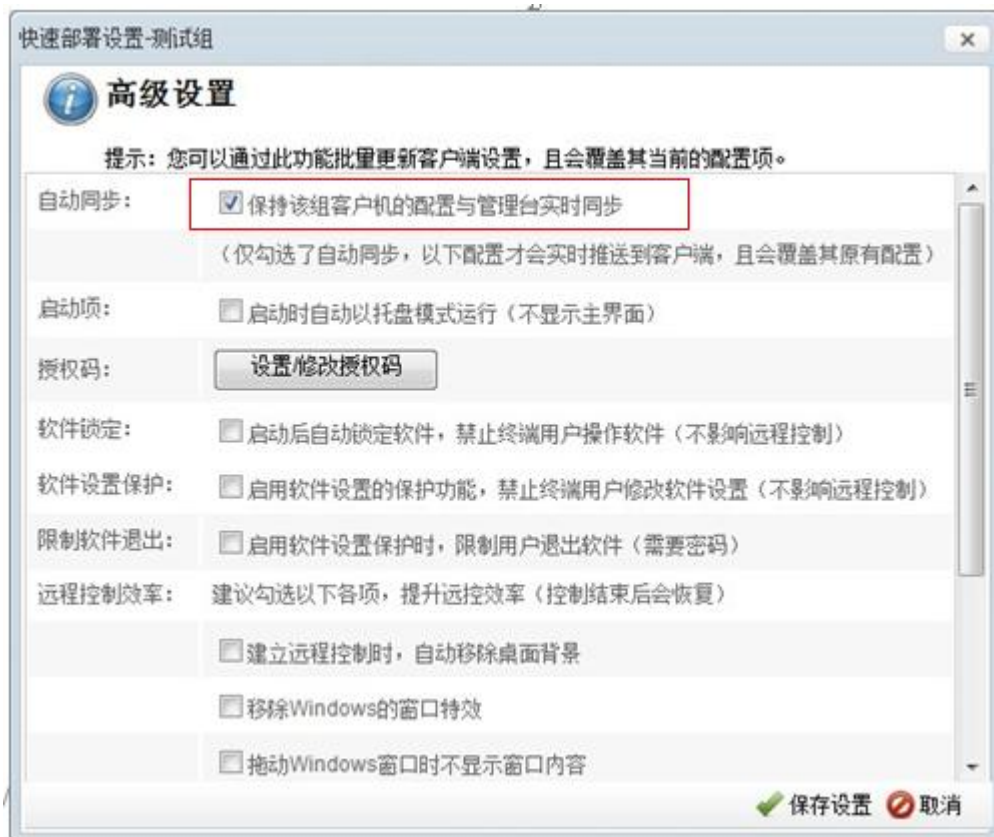 快速部署设置-测试组
高级设置
提示：您可以通过此功能批量更新客户端设置，且会覆盖其当前的配置项。
自动同步： 保持该组客户机的配置与管理台实时同步
（仅勾选了自动同步，以下配置才会实时推送到客户端，且会覆盖其原有配置）
启动项： 启动时自动以托盘模式运行（不显示主界面）
授权码： 设置/修改授权码
软件锁定： 启动后自动锁定软件，禁止终端用户操作软件（不影响远程控制）
软件设置保护： 启用软件设置的保护功能，禁止终端用户修改软件设置（不影响远程控制）
限制软件退出： 启用软件设置保护时，限制用户退出软件（需要密码）
远程控制效率： 建议勾选以下各项，提升远控效率（控制结束后会恢复）
建立远程控制时，自动移除桌面背景
移除Windows的窗口特效
拖动Windows窗口时不显示窗口内容
保存设置 取消